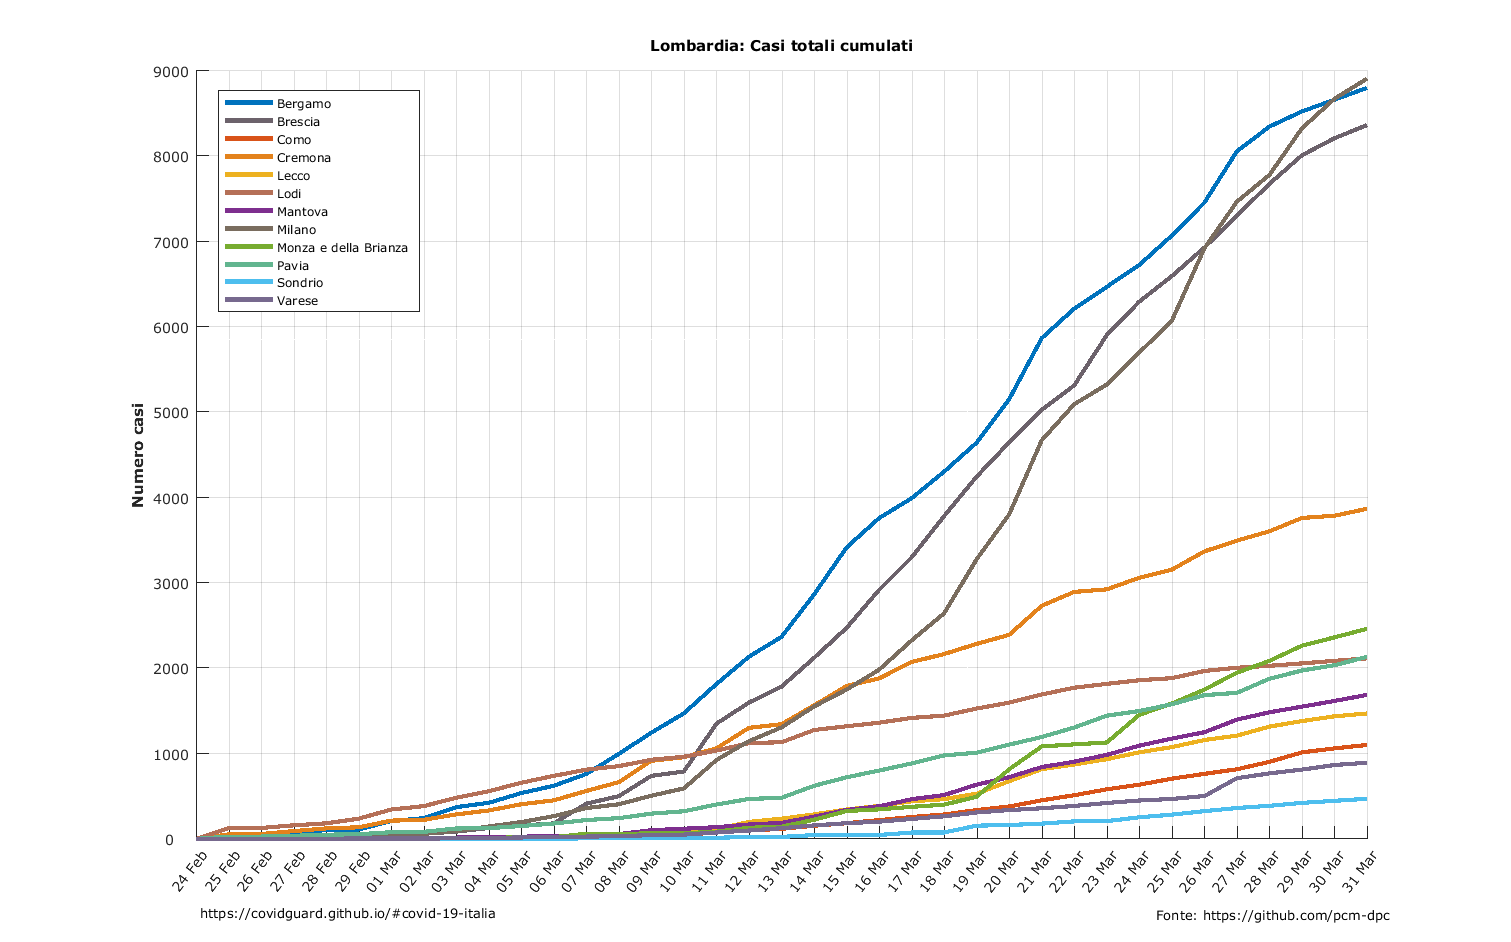 Lombardia: Casi totali cumulati
9000
8000
7000
6000
5000
4000
3000
2000
1000
0
Numero casi
Bergamo
Brescia
Como
Cremona
Lecco
Lodi
Mantova
Milano
Monza e della Brianza
Pavia
Sondrio
Varese
24 Feb
25 Feb
26 Feb
27 Feb
28 Feb
29 Feb
01 Mar
02 Mar
03 Mar
04 Mar
05 Mar
06 Mar
07 Mar
08 Mar
09 Mar
10 Mar
11 Mar
12 Mar
13 Mar
14 Mar
15 Mar
16 Mar
17 Mar
18 Mar
19 Mar
20 Mar
21 Mar
22 Mar
23 Mar
24 Mar
25 Mar
26 Mar
27 Mar
28 Mar
29 Mar
30 Mar
31 Mar
https://covidguard.github.io/#covid-19-italia
Fonte: https://github.com/pcm-dpc